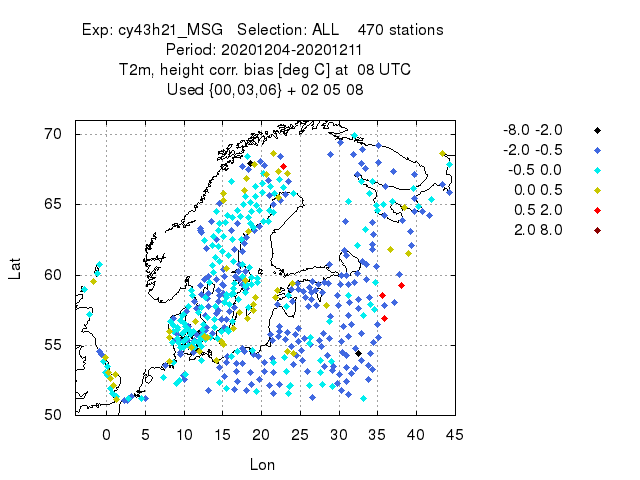 Exp: cy43h21_MSG   Selection: ALL    470 stations
Period: 20201204-20201211
T2m, height corr. bias [deg C] at  08 UTC
Used {00,03,06} + 02 05 08
-8.0 -2.0
-2.0 -0.5
-0.5 0.0
0.0 0.5
0.5 2.0
2.0 8.0
Lat
70
65
60
55
50
0 5 10 15 20 25 30 35 40 45
Lon